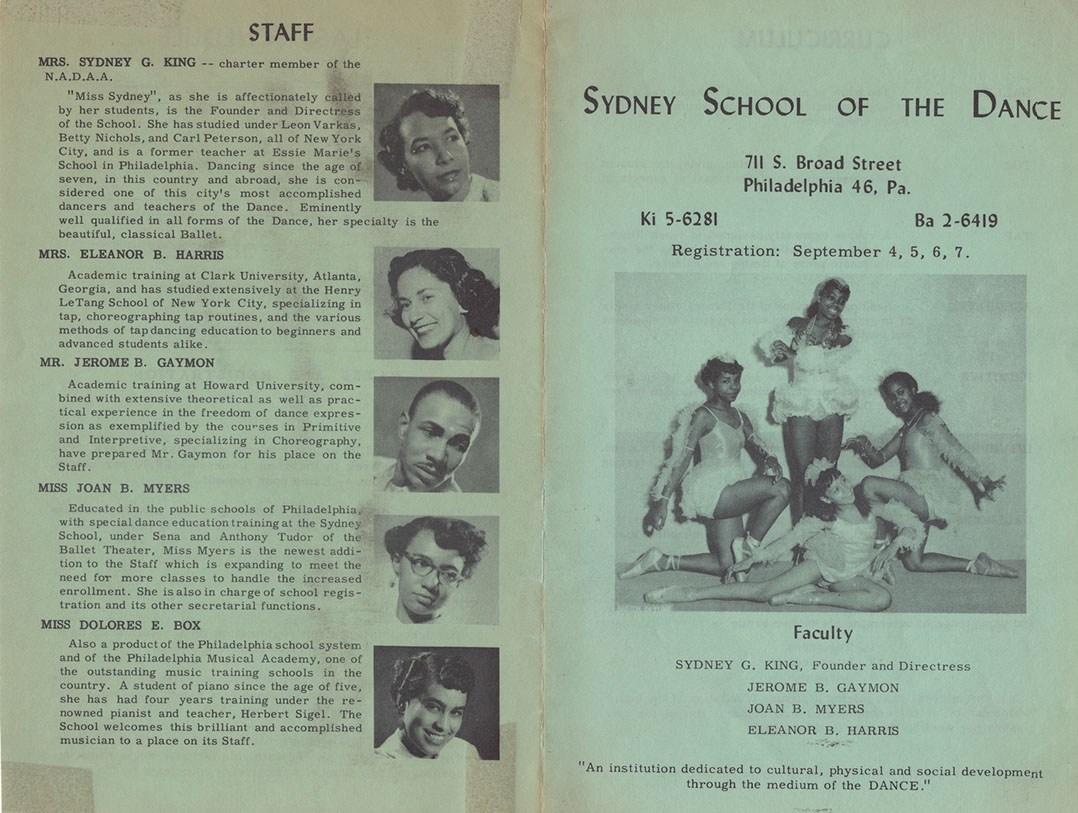 STAFF
MRS. SYDNEY G. KING -- charter member of the
N.A.D.A.A.
"Miss Sydney", as she is affectionately called
by her students, is the Founder and Directress
of the School. She has studied under Leon Varkas,
Betty Nichols, and Carl Peterson, all of New York
City, and is a former teacher at Essie Marie's
School in Philadelphia. Dancing since the age of
seven, in this country and abroad, she is con-
sidered one of this city's most accomplished
dancers and teachers of the Dance. Eminently
well qualified in all forms of the Dance, her specialty is the
beautiful, classical Ballet.
MRS. ELEANOR B. HARRIS
Academic training at Clark University, Atlanta,
Georgia, and has studied extensively at the Henry
LeTang School of New York City, specializing in
tap, choreographing tap routines, and the various
methods of tap dancing education to beginners and
advanced students alike.
MR. JEROME B. GAYMON
Academic training at Howard University, com-
bined with extensive theoretical as well as prac-
tical experience in the freedom of dance expres-
sion as exemplified by the courses in Primitive
and Interpretive, specializing in Choreography,
have prepared Mr. Gaymon for his place on the
Staff.
MISS JOAN B. MYERS
Educated in the public schools of Philadelphia,
with special dance education training at the Sydney
School, under Sena and Anthony Tudor of the
Ballet Theater, Miss Myers is the newest addi-
tion to the Staff which is expanding to meet the
need for more classes to handle the increased
enrollment. She is also in charge of school regis-
tration and its other secretarial functions.
MISS DOLORES E. BOX
Also a product of the Philadelphia school system
and of the Philadelphia Musical Academy, one of
the outstanding music training schools in the
country. A student of piano since the age of five,
she has had four years training under the re-
nowned pianist and teacher, Herbert Sigel. The
School welcomes this brilliant and accomplished
musician to a place on its Staff.
SYDNEY SCHOOL OF THE DANCE
711 S. Broad Street
Philadelphia 46, Pa.
Ki 5-6281 Ba 2-6419
Registration: September 4, 5, 6, 7.
Faculty
SYDNEY G. KING, Founder and Directress
JEROME B. GAYMON
JOAN B. MYERS
ELEANOR B. HARRIS
"An institution dedicated to cultural, physical and social development
through the medium of the DANCE."